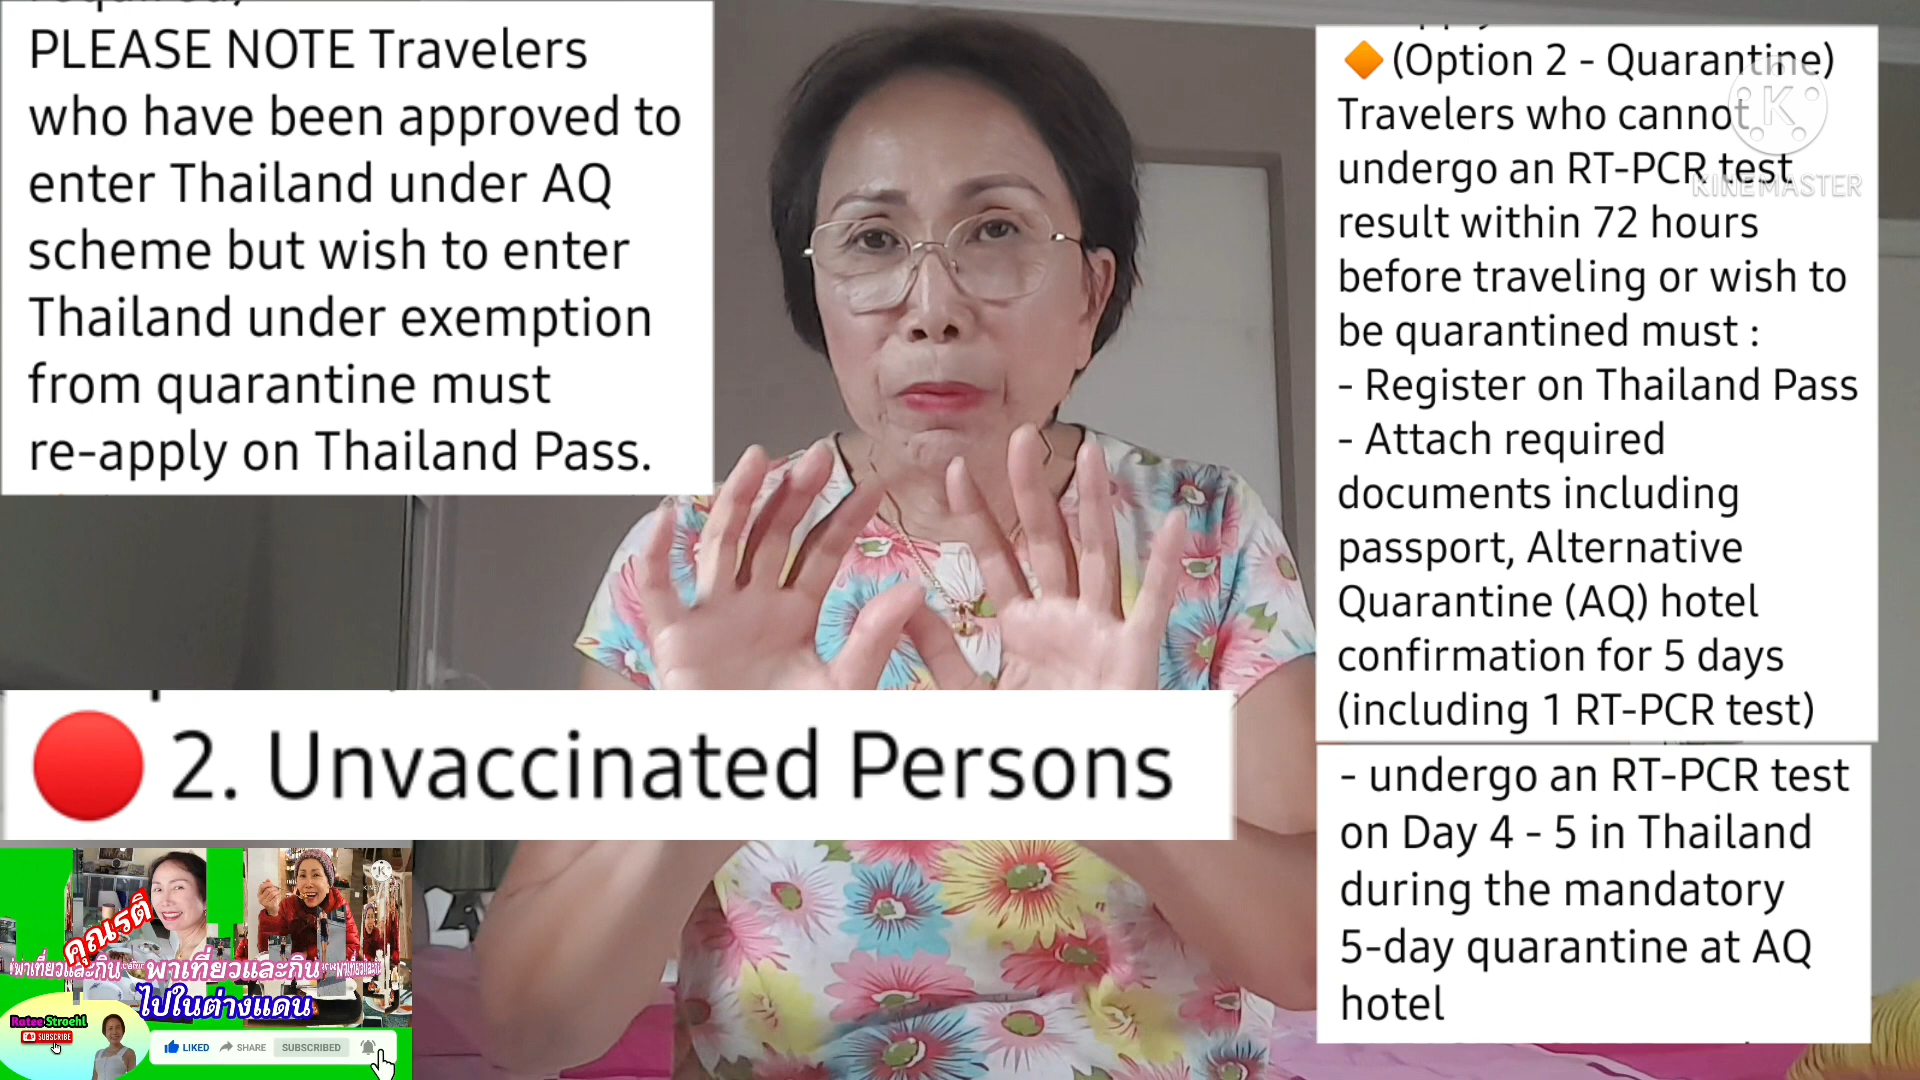 PLEASE NOTE Travelers
who have been approved to
enter Thailand under AQ
scheme but wish to enter
Thailand under exemption
from quarantine must
re-apply on Thailand Pass.
🔶(Option 2 - Quarantine)
Travelers who cannot
undergo an RT-PCR test
result within 72 hours
before traveling or wish to
be quarantined must :
- Register on Thailand Pass
- Attach required
documents including
passport, Alternative
Quarantine (AQ) hotel
confirmation for 5 days
(including 1 RT-PCR test)
- undergo an RT-PCR test
on Day 4 - 5 in Thailand
during the mandatory
5-day quarantine at AQ
hotel
K
KINEMASTER
🔴 2. Unvaccinated Persons
คุณรติ
พาเที่ยวและกิน
ไปในต่างแดน
Ratee Stroehl
SUBSCRIBE
LIKED SHARE SUBSCRIBED